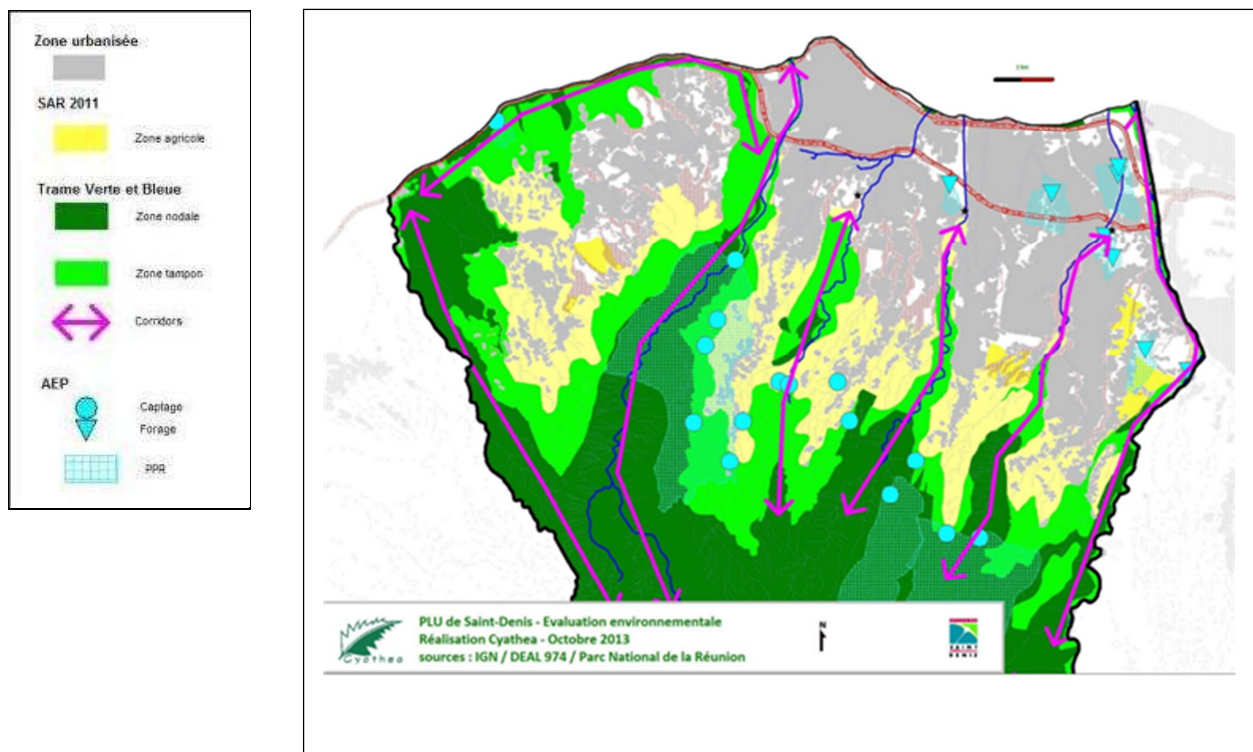 Zone urbanisée
SAR 2011
Zone agricole
Trame Verte et Bleue
Zone nodale
Zone tampon
Corridors
AEP
Captage
Forage
PPR
1 km
Cyathea
PLU de Saint-Denis - Evaluation environnementale
Réalisation Cyathea - Octobre 2013
sources : IGN / DEAL 974 / Parc National de la Réunion
N
SAINT
DENIS